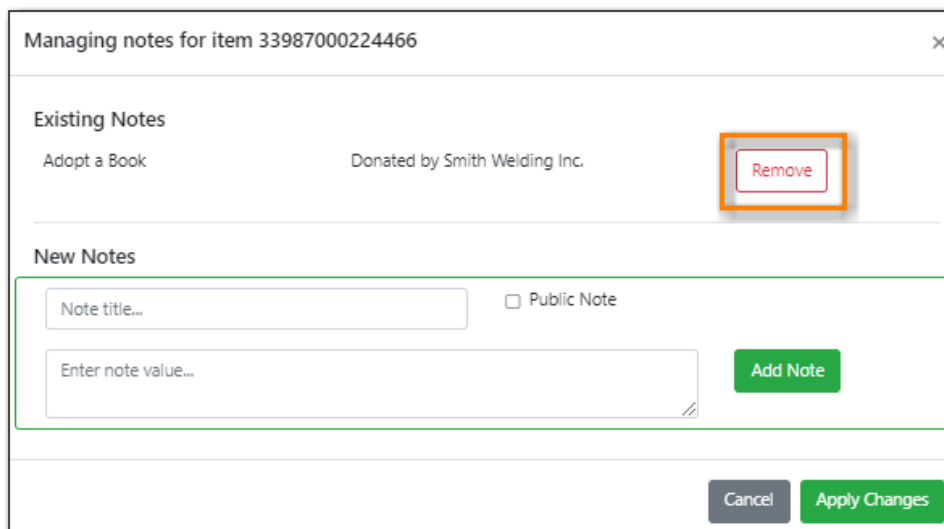 Managing notes for item 33987000224466 ×
Existing Notes
Adopt a Book Donated by Smith Welding Inc. Remove
New Notes
Note title... Public Note
Enter note value... Add Note
Cancel Apply Changes